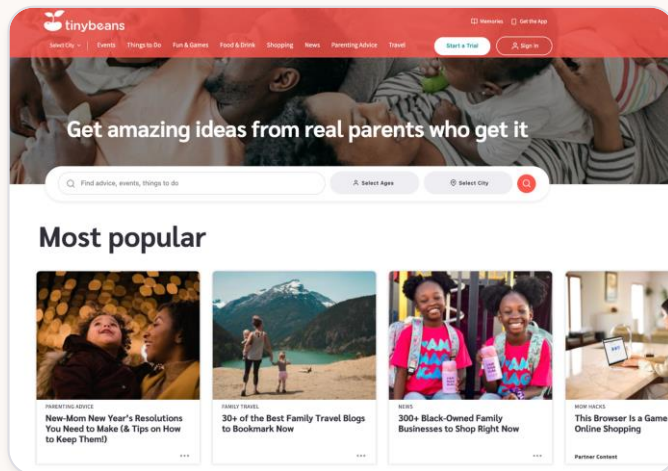 tinybeans
Memories Get the App
Select City Events Things to Do Fun & Games Food & Drink Shopping News Parenting Advice Travel Start a Trial Sign in
Get amazing ideas from real parents who get it
Find advice, events, things to do Select Ages Select City
Most popular
PARENTING ADVICE
New-Mom New Year's Resolutions
You Need to Make (& Tips on How
to Keep Them!)
FAMILY TRAVEL
30+ of the Best Family Travel Blogs
to Bookmark Now
NEWS
300+ Black-Owned Family
Businesses to Shop Right Now
MOM HACKS
This Browser Is a Game
Online Shopping
Partner Content